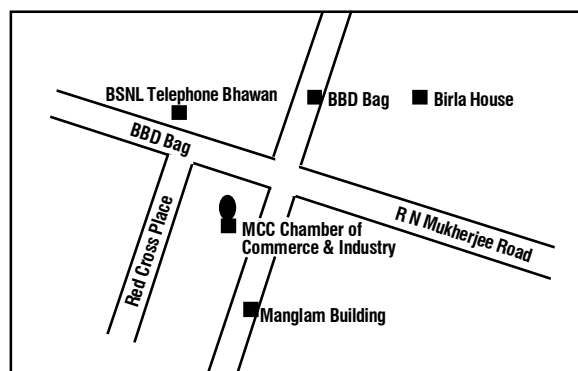 BSNL Telephone Bhawan
BBD Bag
Birla House
BBD Bag
Red Cross Place
MCC Chamber of
Commerce & Industry
R N Mukherjee Road
Manglam Building